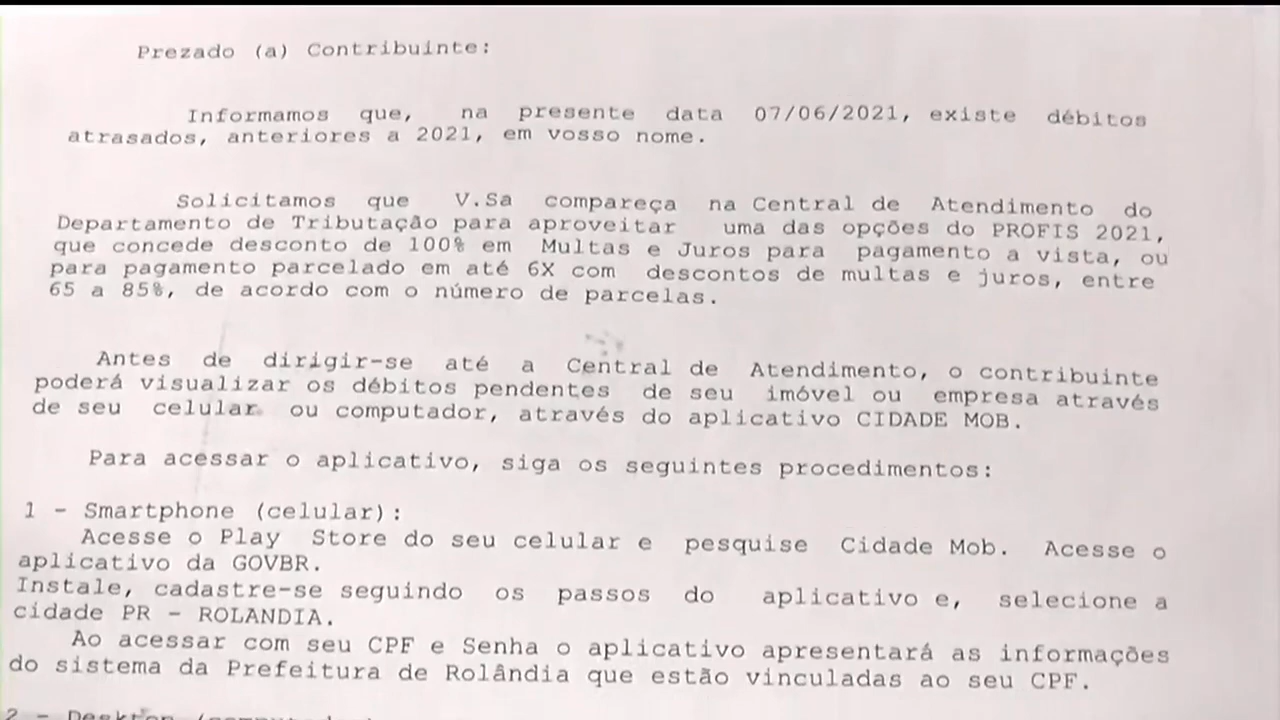 Prezado (a) Contribuinte:
Informamos que, na presente data 07/06/2021, existe débitos
atrasados, anteriores a 2021, em vosso nome.
Solicitamos que V.Sa compareça na Central de Atendimento do
Departamento de Tributação para aproveitar uma das opções do PROFIS 2021,
que concede desconto de 100% em Multas e Juros para pagamento a vista, ou
para pagamento parcelado em até 6X com descontos de multas e juros, entre
65 a 85%, de acordo com o número de parcelas.
Antes de dirigir-se até a Central de Atendimento, o contribuinte
poderá visualizar os débitos pendentes de seu imóvel ou empresa através
de seu celular ou computador, através do aplicativo CIDADE MOB.
Para acessar o aplicativo, siga os seguintes procedimentos:
1 - Smartphone (celular):
Acesse o Play Store do seu celular e pesquise Cidade Mob. Acesse o
aplicativo da GOVBR.
Instale, cadastre-se seguindo os passos do aplicativo e, selecione a
cidade PR - ROLANDIA.
Ao acessar com seu CPF e Senha o aplicativo apresentará as informações
do sistema da Prefeitura de Rolândia que estão vinculadas ao seu CPF.
2 - Desktop